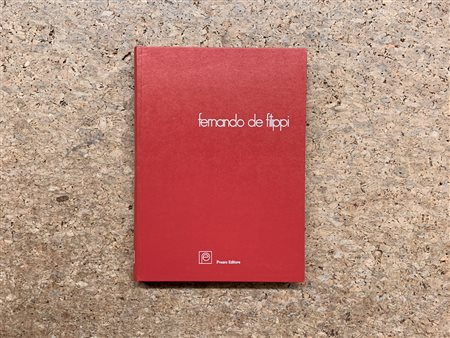 fernando de filippi
Prearo Editore